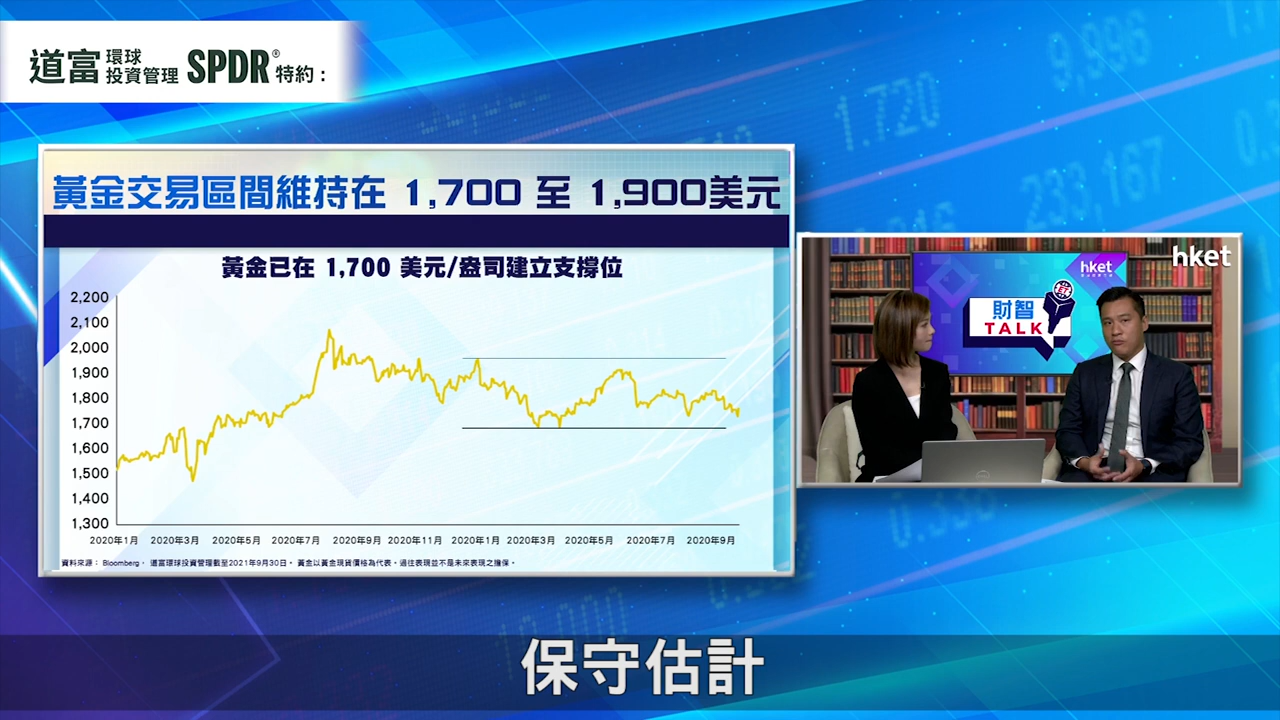 道富 環球 投資管理 SPDR® 特約：
黃金交易區間維持在 1,700 至 1,900美元
黃金已在 1,700 美元/盎司建立支撐位
2,200
2,100
2,000
1,900
1,800
1,700
1,600
1,500
1,400
1,300
2020年1月 2020年3月 2020年5月 2020年7月 2020年9月 2020年11月 2020年1月 2020年3月 2020年5月 2020年7月 2020年9月
資料來源： Bloomberg， 道富環球投資管理截至2021年9月30日。 黃金以黃金現貨價格為代表。過往表現並不是未來表現之擔保。
hket
hket
財智
TALK
保守估計
1.720
9,996
233,167
0.336